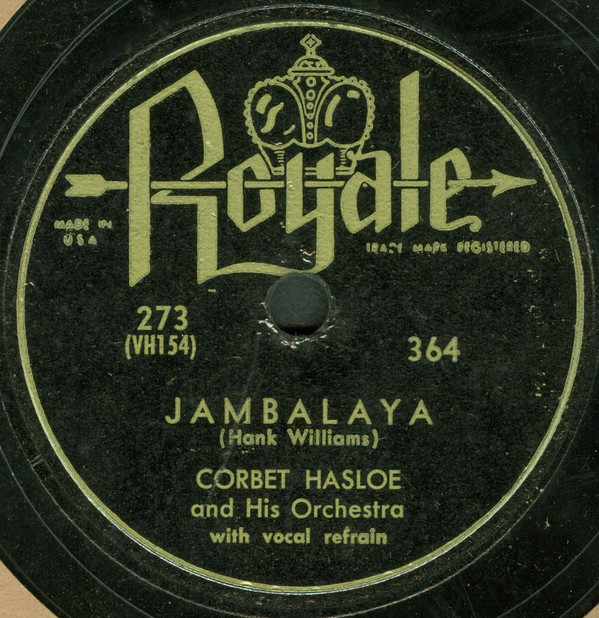 Royale
MADE IN
U S A
TRADE MARK REGISTERED
273
(VH154)
364
JAMBALAYA
(Hank Williams)
CORBET HASLOE
and His Orchestra
with vocal refrain